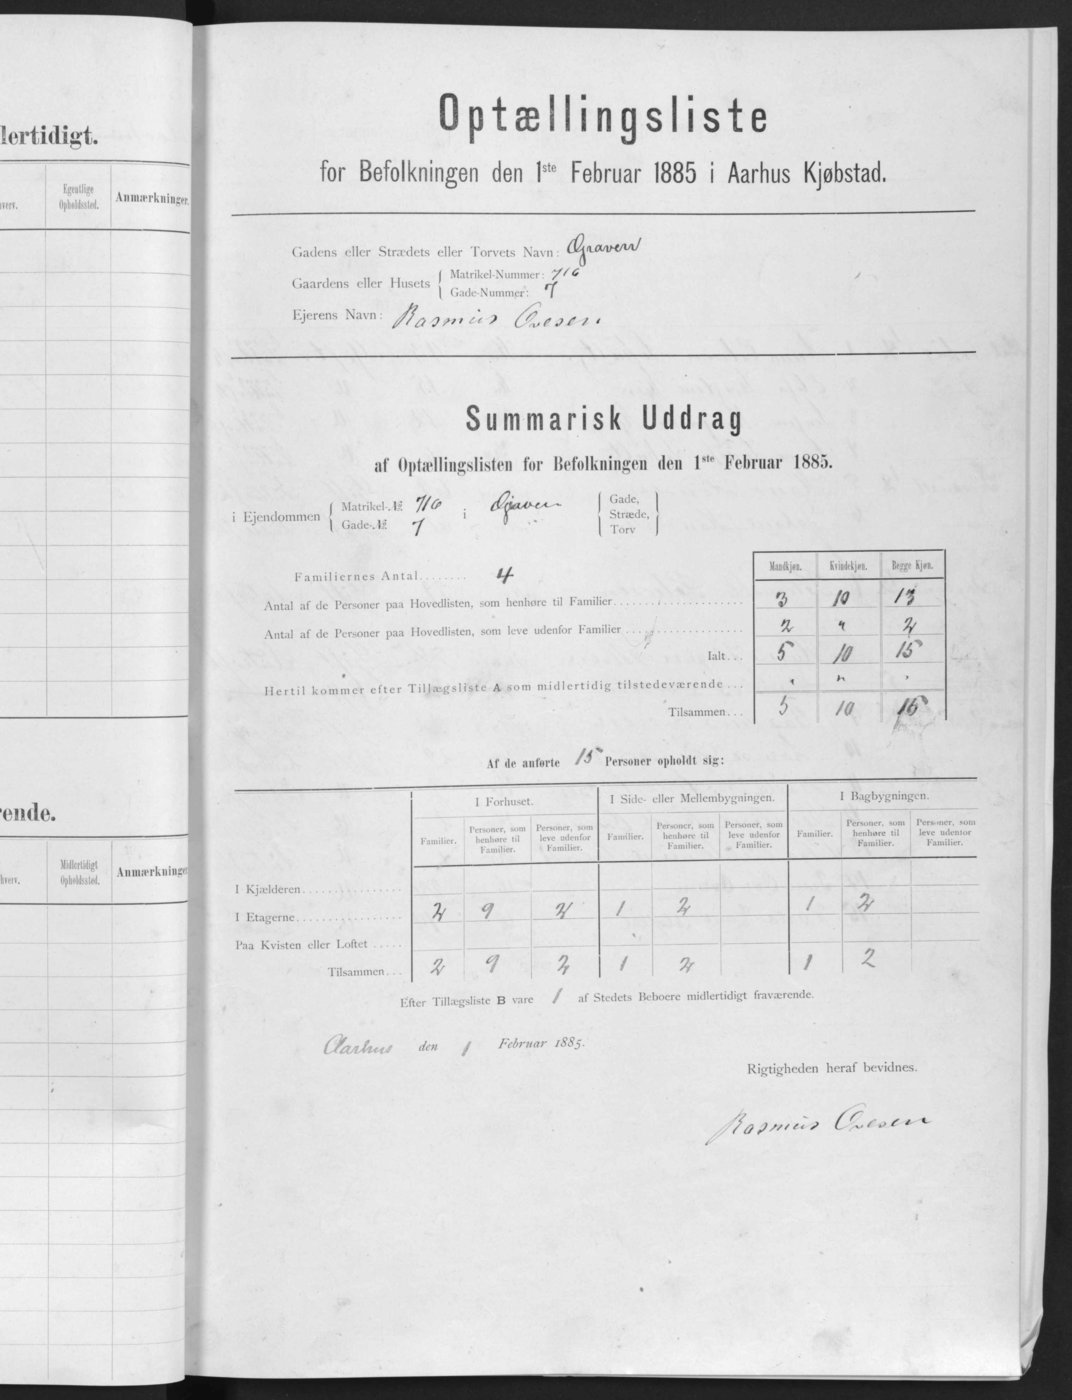 lertidigt.
hverv.
Egentlige
Opholdssted.
Anmærkninger.
rende.
hverv.
Midlertidigt
Opholdssted.
Anmærkninger
Optællingsliste
for Befolkningen den 1ste Februar 1885 i Aarhus Kjøbstad.
Gadens eller Strædets eller Torvets Navn: Graven
Gaardens eller Husets { Matrikel-Nummer: 716
Gade-Nummer: 7
Ejerens Navn: Rasmus Ovesen
Summarisk Uddrag
af Optællingslisten for Befolkningen den 1ste Februar 1885.
i Ejendommen { Matrikel-№ 716 i Graven { Gade, }
Gade-№ 7 Stræde,
Torv
Mandkjøn. Kvindekjøn. Begge Kjøn.
Familiernes Antal........ 4
Antal af de Personer paa Hovedlisten, som henhøre til Familier.................... 3 10 13
Antal af de Personer paa Hovedlisten, som leve udenfor Familier.................. 2 " 2
Ialt... 5 10 15
Hertil kommer efter Tillægsliste A som midlertidig tilstedeværende... " " "
Tilsammen... 5 10 15
Af de anførte 15 Personer opholdt sig:
I Forhuset. I Side- eller Mellembygningen. I Bagbygningen.
Familier. Personer, som henhøre til Familier. Personer, som leve udenfor Familier. Familier. Personer, som henhøre til Familier. Personer, som leve udenfor Familier. Familier. Personer, som henhøre til Familier. Personer, som leve udenfor Familier.
I Kjælderen...............
I Etagerne................ 2 9 2 1 2 1 2
Paa Kvisten eller Loftet.....
Tilsammen... 2 9 2 1 2 1 2
Efter Tillægsliste B vare 1 af Stedets Beboere midlertidigt fraværende.
Aarhus den 1 Februar 1885.
Rigtigheden heraf bevidnes.
Rasmus Ovesen